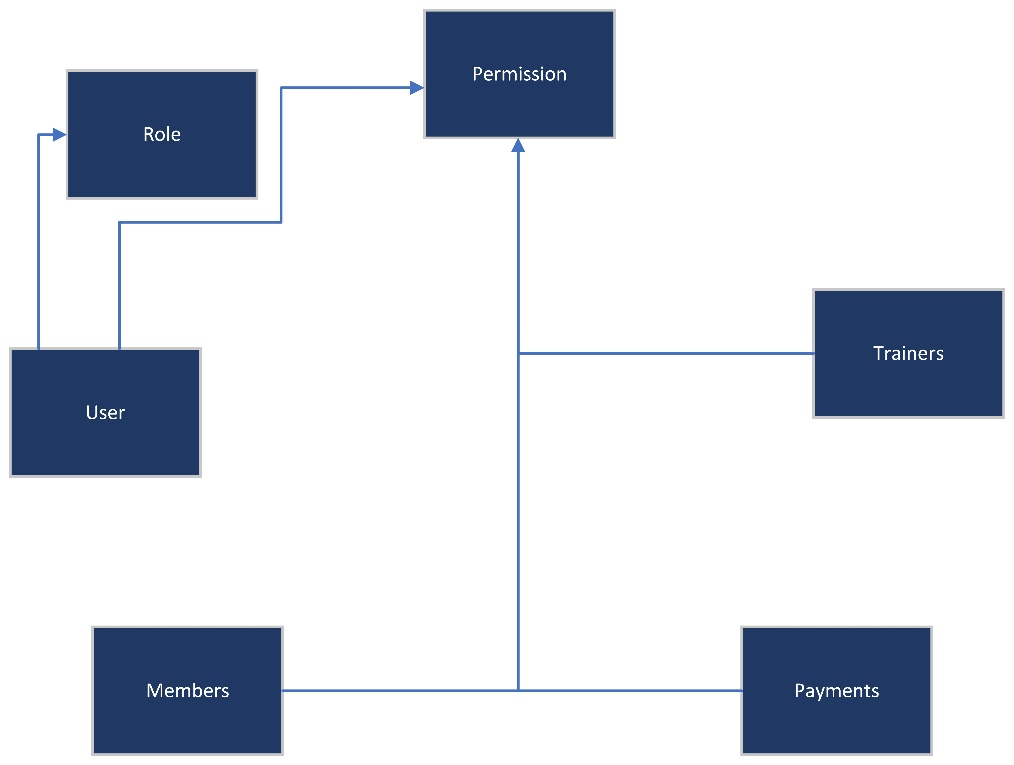 Permission
Role
Trainers
User
Members
Payments